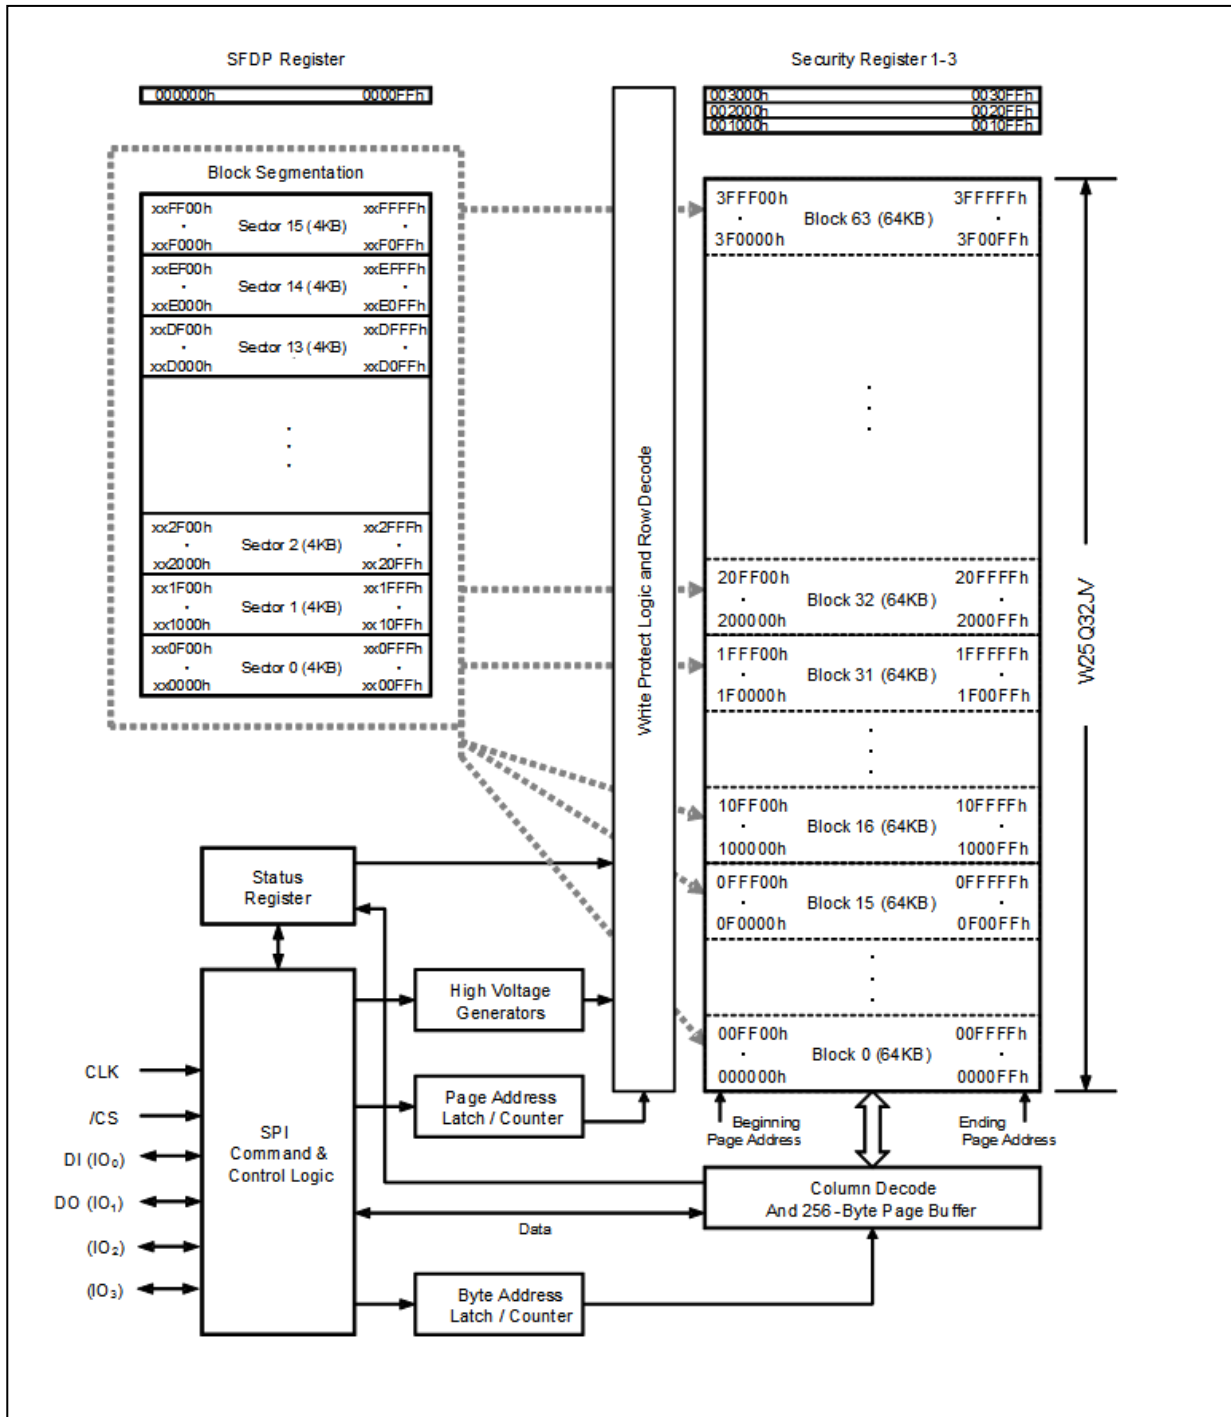 SFDP Register
000000h 0000FFh
Security Register 1-3
003000h 0030FFh
002000h 0020FFh
001000h 0010FFh
Block Segmentation
xxFF00h xxFFFFh
Sector 15 (4KB)
xxF000h xxF0FFh
xxEF00h xxEFFFh
Sector 14 (4KB)
xxE000h xxE0FFh
xxDF00h xxDFFFh
Sector 13 (4KB)
xxD000h xxD0FFh
xx2F00h xx2FFFh
Sector 2 (4KB)
xx2000h xx20FFh
xx1F00h xx1FFFh
Sector 1 (4KB)
xx1000h xx10FFh
xx0F00h xx0FFFh
Sector 0 (4KB)
xx0000h xx00FFh
Write Protect Logic and Row Decode
3FFF00h 3FFFFFh
Block 63 (64KB)
3F0000h 3F00FFh
20FF00h 20FFFFh
Block 32 (64KB)
200000h 2000FFh
1FFF00h 1FFFFFh
Block 31 (64KB)
1F0000h 1F00FFh
10FF00h 10FFFFh
Block 16 (64KB)
100000h 1000FFh
0FFF00h 0FFFFFh
Block 15 (64KB)
0F0000h 0F00FFh
00FF00h 00FFFFh
Block 0 (64KB)
000000h 0000FFh
W25Q32JV
Beginning
Page Address
Ending
Page Address
Status
Register
High Voltage
Generators
Page Address
Latch / Counter
SPI
Command &
Control Logic
CLK
/CS
DI (IO₀)
DO (IO₁)
(IO₂)
(IO₃)
Column Decode
And 256-Byte Page Buffer
Data
Byte Address
Latch / Counter